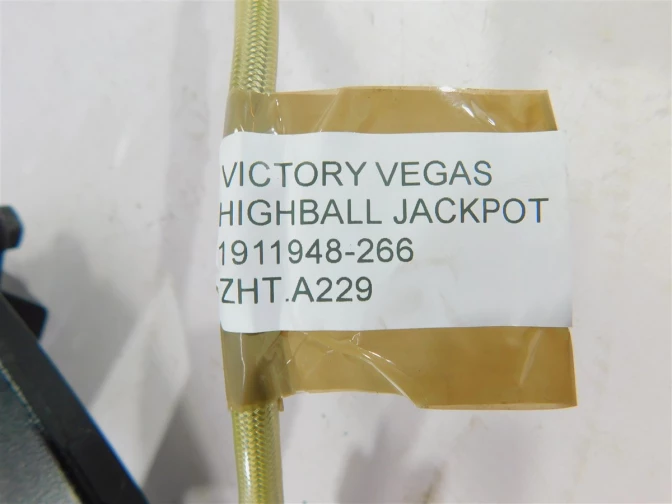 VICTORY VEGAS
HIGHBALL JACKPOT
1911948-266
ZHT.A229